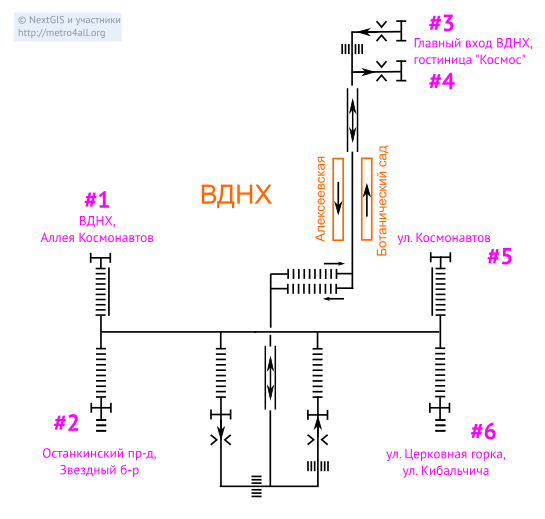 © NextGIS и участники
http://metro4all.org
#3
Главный вход ВДНХ,
гостиница "Космос"
#4
ВДНХ
Алексеевская
Ботанический сад
#1
ВДНХ,
Аллея Космонавтов
ул. Космонавтов
#5
#2
Останкинский пр-д,
Звездный б-р
#6
ул. Церковная горка,
ул. Кибальчича